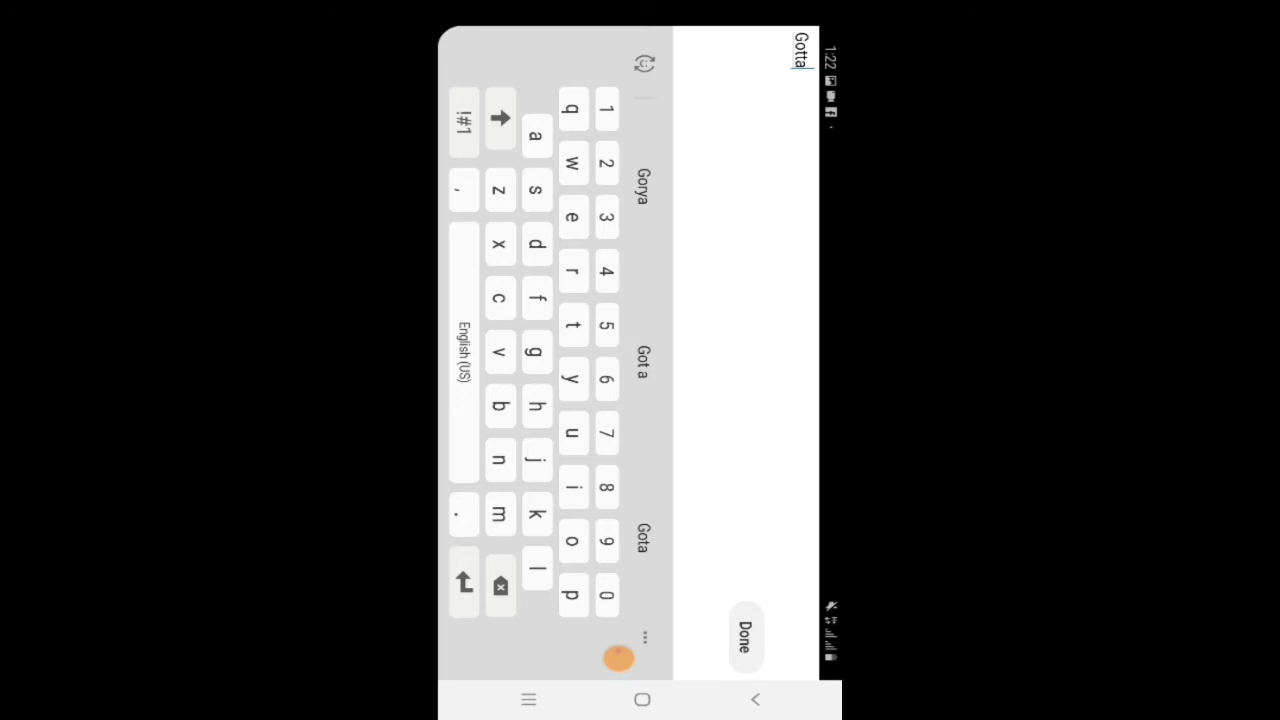 1:22
Gotta
Done
Gorya Got a Gota
1 2 3 4 5 6 7 8 9 0
q w e r t y u i o p
a s d f g h j k l
z x c v b n m
!#1 , English (US) .